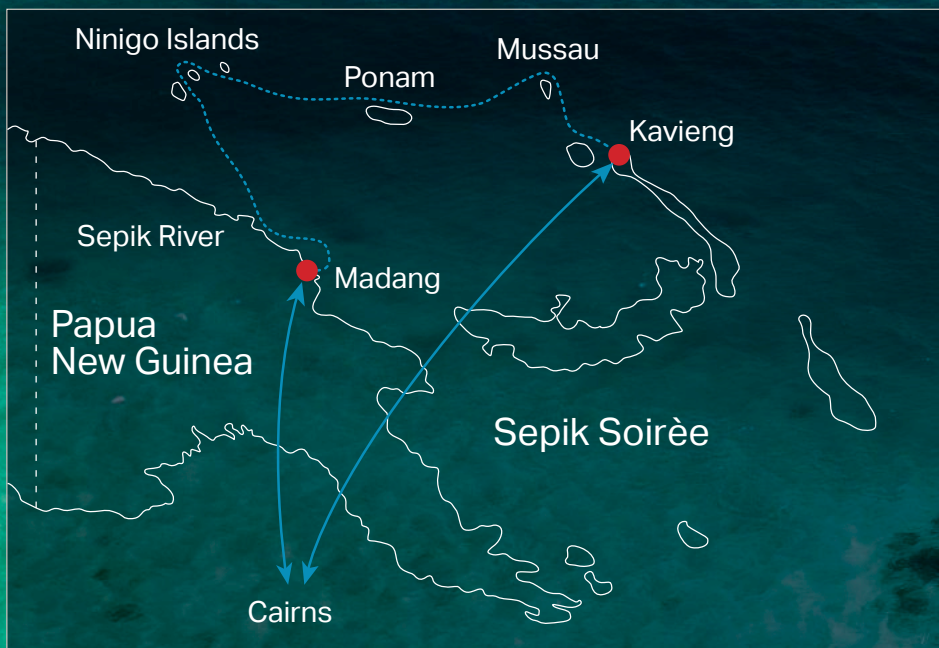 Ninigo Islands
Mussau
Ponam
Kavieng
Sepik River
Madang
Papua
New Guinea
Sepik Soirèe
Cairns